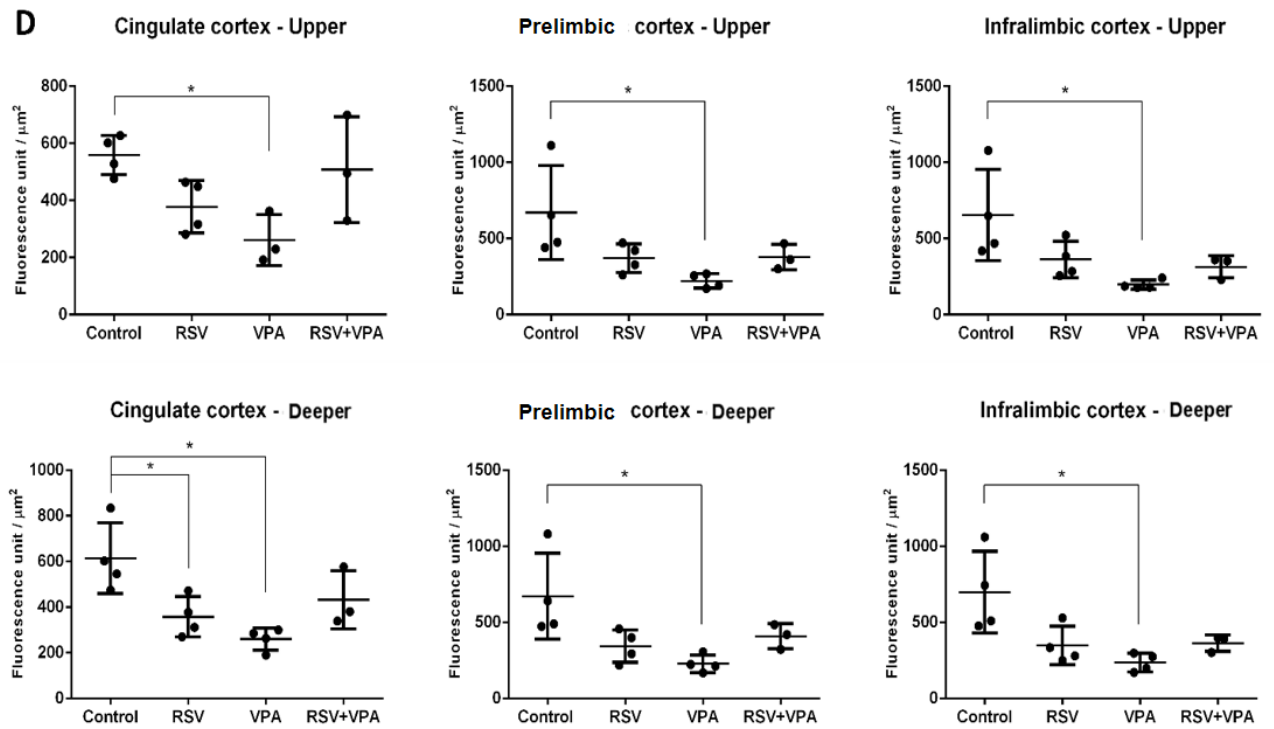 D
Cingulate cortex - Upper
Prelimbic cortex - Upper
Infralimbic cortex - Upper
Fluorescence unit / μm²
800
600
400
200
0
*
Control RSV VPA RSV+VPA
Fluorescence unit / μm²
1500
1000
500
0
*
Control RSV VPA RSV+VPA
Fluorescence unit / μm²
1500
1000
500
0
*
Control RSV VPA RSV+VPA
Cingulate cortex - Deeper
Prelimbic cortex - Deeper
Infralimbic cortex - Deeper
Fluorescence unit / μm²
1000
800
600
400
200
0
*
*
Control RSV VPA RSV+VPA
Fluorescence unit / μm²
1500
1000
500
0
*
Control RSV VPA RSV+VPA
Fluorescence unit / μm²
1500
1000
500
0
*
Control RSV VPA RSV+VPA